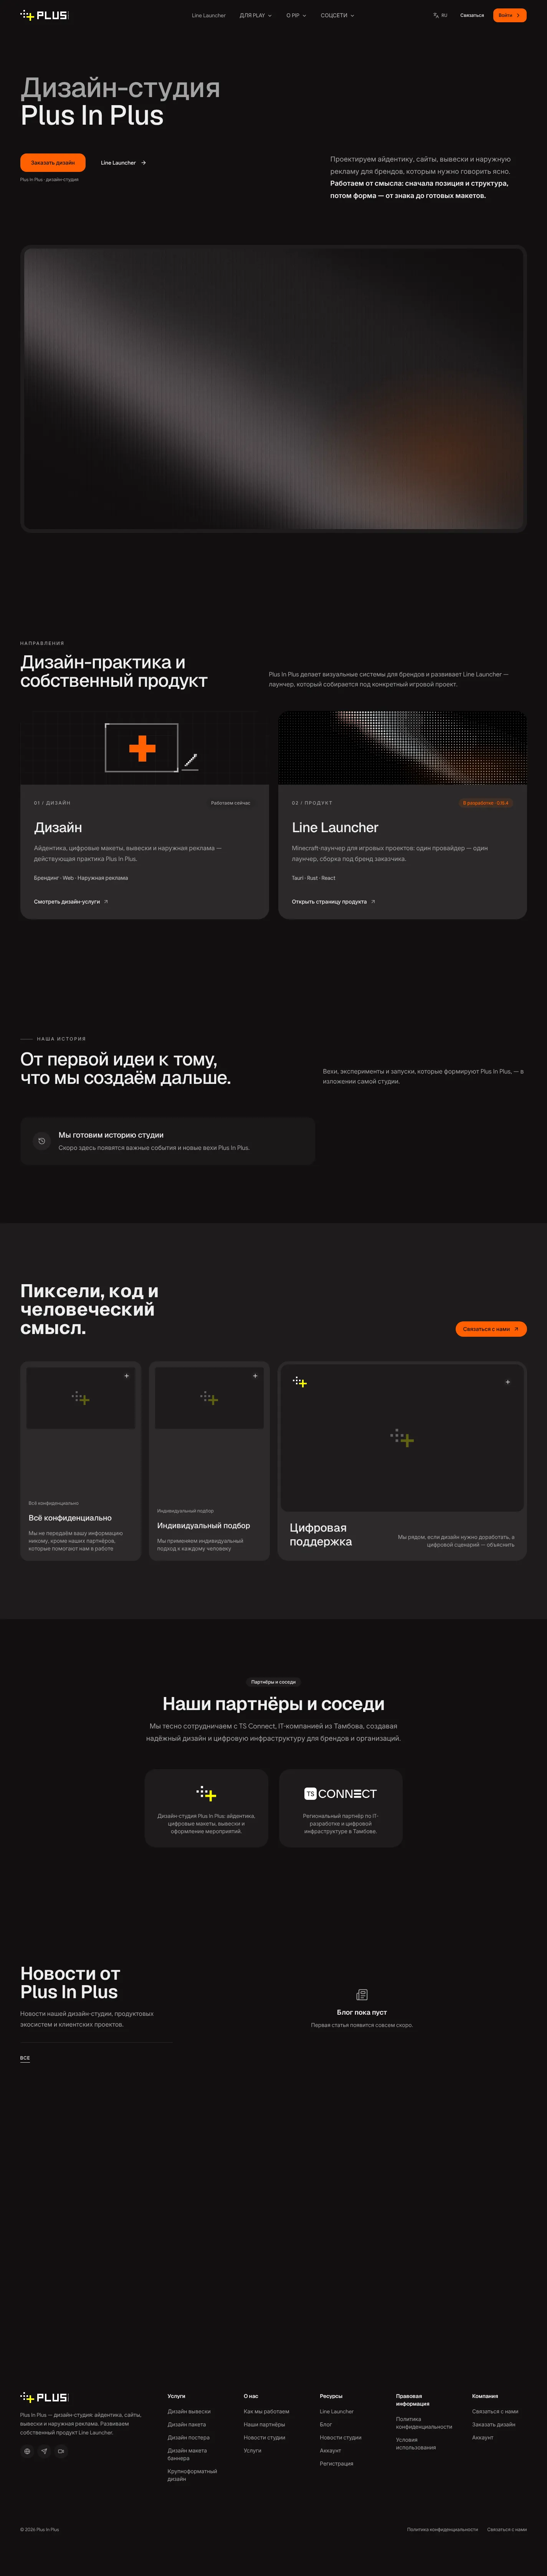 PLUS
Line Launcher
ДЛЯ PLAY
О PIP
СОЦСЕТИ
RU
Связаться
Войти
Дизайн-студия
Plus In Plus
Заказать дизайн
Line Launcher
Plus In Plus · дизайн-студия
Проектируем айдентику, сайты, вывески и наружную
рекламу для брендов, которым нужно говорить ясно.
Работаем от смысла: сначала позиция и структура,
потом форма — от знака до готовых макетов.
НАПРАВЛЕНИЯ
Дизайн-практика и
собственный продукт
Plus In Plus делает визуальные системы для брендов и развивает Line Launcher —
лаунчер, который собирается под конкретный игровой проект.
01 / ДИЗАЙН
Работаем сейчас
Дизайн
Айдентика, цифровые макеты, вывески и наружная реклама —
действующая практика Plus In Plus.
Брендинг · Web · Наружная реклама
Смотреть дизайн-услуги
02 / ПРОДУКТ
Line Launcher
Minecraft-лаунчер для игровых проектов: один провайдер — один
лаунчер, сборка под бренд заказчика.
Tauri · Rust · React
Открыть страницу продукта
НАША ИСТОРИЯ
От первой идеи к тому,
что мы создаём дальше.
Вехи, эксперименты и запуски, которые формируют Plus In Plus, — в
изложении самой студии.
Мы готовим историю студии
Скоро здесь появятся важные события и новые вехи Plus In Plus.
Пиксели, код и
человеческий
смысл.
Связаться с нами
Всё конфиденциально
Всё конфиденциально
Мы не передаём вашу информацию
никому, кроме наших партнёров,
которые помогают нам в работе
Индивидуальный подбор
Индивидуальный подбор
Мы применяем индивидуальный
подход к каждому человеку
Цифровая
поддержка
Мы рядом, если дизайн нужно доработать, а
цифровой сценарий — объяснить
Партнёры и соседи
Наши партнёры и соседи
Мы тесно сотрудничаем с TS Connect, IT-компанией из Тамбова, создавая
надёжный дизайн и цифровую инфраструктуру для брендов и организаций.
Дизайн-студия Plus In Plus: айдентика,
цифровые макеты, вывески и
оформление мероприятий.
TS CONNECT
Региональный партнёр по IT-
разработке и цифровой
инфраструктуре в Тамбове.
Новости от
Plus In Plus
Новости нашей дизайн-студии, продуктовых
экосистем и клиентских проектов.
ВСЕ
Блог пока пуст
Первая статья появится совсем скоро.
PLUS
Plus In Plus — дизайн-студия: айдентика, сайты,
вывески и наружная реклама. Развиваем
собственный продукт Line Launcher.
Услуги
Дизайн вывески
Дизайн пакета
Дизайн постера
Дизайн макета
баннера
Крупноформатный
дизайн
О нас
Как мы работаем
Наши партнёры
Новости студии
Услуги
Ресурсы
Line Launcher
Блог
Новости студии
Аккаунт
Регистрация
Правовая
информация
Политика
конфиденциальности
Условия
использования
Компания
Связаться с нами
Заказать дизайн
Аккаунт
© 2026 Plus In Plus
Политика конфиденциальности
Связаться с нами